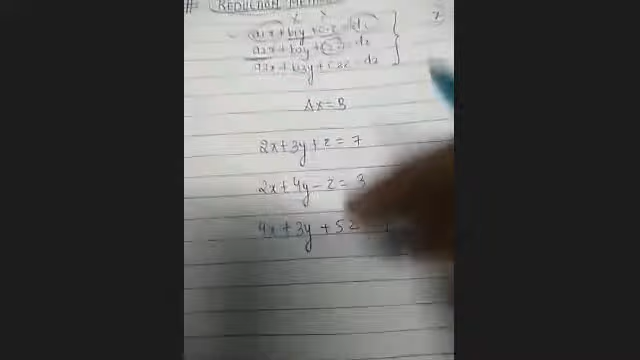 # REDUCTION METHOD
a1x + b1y + c1z = d1
a2x + b2y + c2z = d2
a3x + b3y + c3z = d3
Ax = B
2x + 3y + z = 7
2x + 4y - z = 3
4x + 3y + 5z